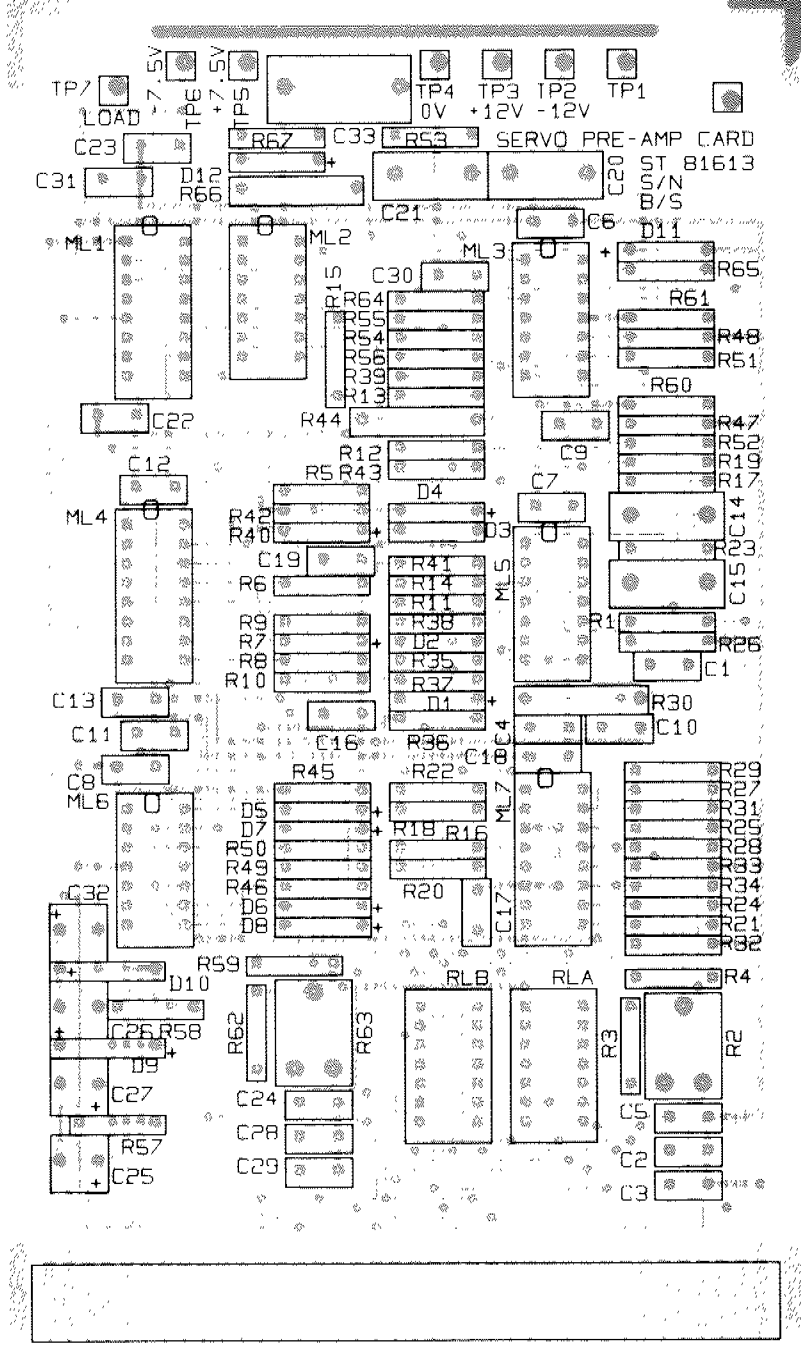 TP7
LOAD
-7.5V
TP6
+7.5V
TP5
TP4
0V
TP3
+12V
TP2
-12V
TP1
C23
R67
C33
R53
SERVO PRE-AMP CARD
C31
D12
+
R66
C21
C20
ST 81613
S/N
B/S
ML1
ML2
C6
ML3
D11
+
R65
C30
R15
R64
R55
R54
R56
R39
R13
R44
R61
R48
R51
R60
C22
C9
R47
R52
R19
R17
R12
R5
R43
C12
C7
C14
D4
+
D3
ML4
R42
R40
+
C19
ML5
R23
C15
R6
R41
R14
R11
R38
D2
R35
R37
D1
+
R36
R9
R7
+
R8
R10
R1
R26
C1
R30
C13
C11
C8
C16
C4
C10
C18
ML6
R45
R22
ML7
D5
+
D7
+
R50
R49
R46
D6
+
D8
+
R18
R16
R20
C17
R29
R27
R31
R25
R28
R33
R34
R24
R21
R32
C32
+
R59
RLB
RLA
R4
+
D10
C26
R58
R62
R63
R3
R2
+
D9
+
C27
+
C24
C5
R57
C28
C2
C25
+
C29
C3